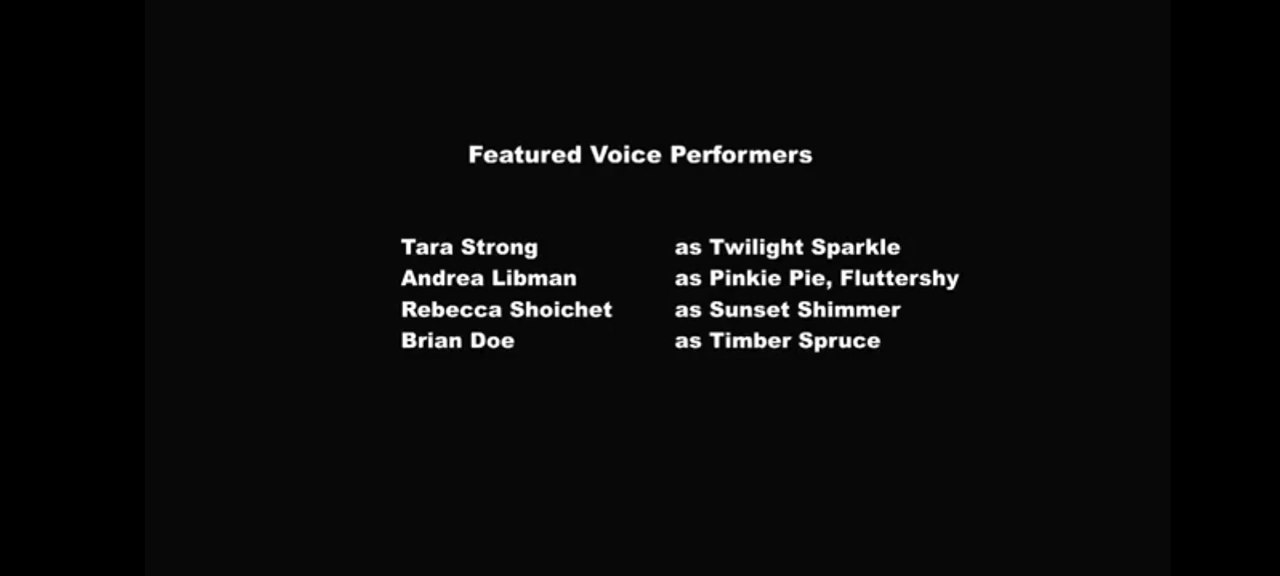 Featured Voice Performers
Tara Strong as Twilight Sparkle
Andrea Libman as Pinkie Pie, Fluttershy
Rebecca Shoichet as Sunset Shimmer
Brian Doe as Timber Spruce